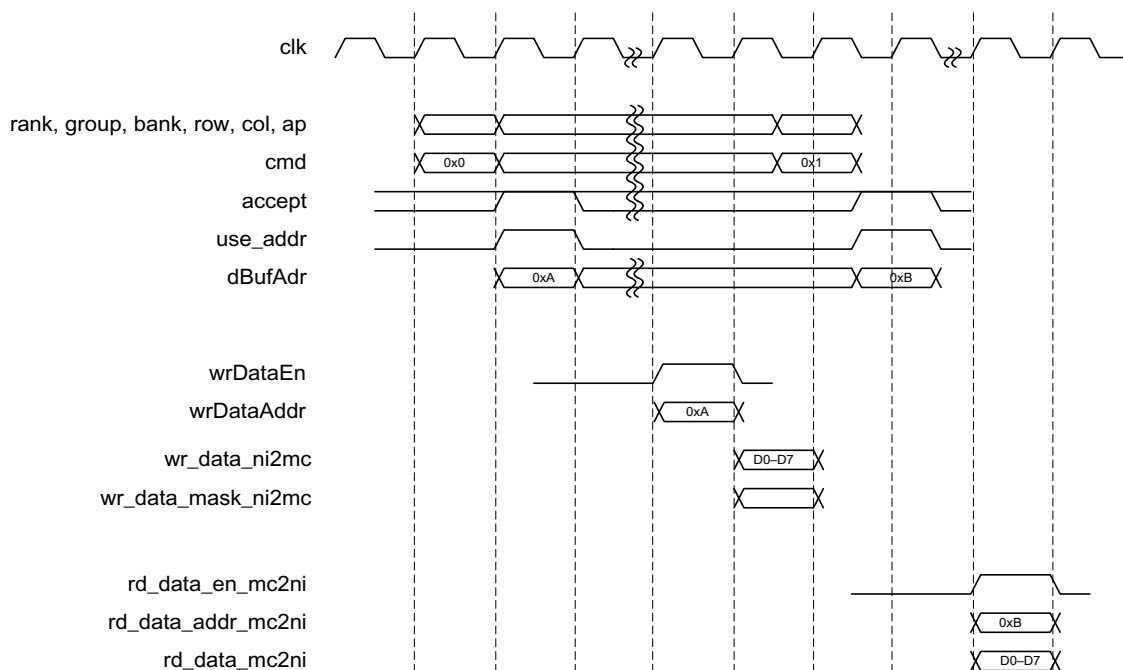 clk
rank, group, bank, row, col, ap
cmd 0x0 0x1
accept
use_addr
dBufAdr 0xA 0xB
wrDataEn
wrDataAddr 0xA
wr_data_ni2mc D0–D7
wr_data_mask_ni2mc
rd_data_en_mc2ni
rd_data_addr_mc2ni 0xB
rd_data_mc2ni D0–D7